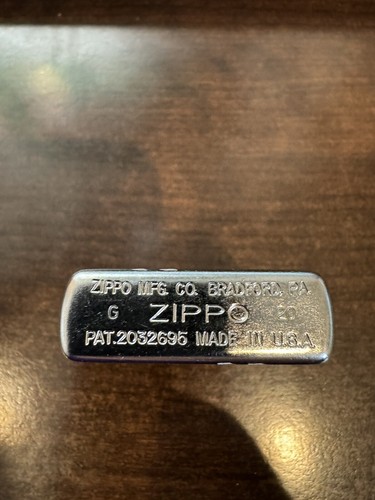 ZIPPO MFG. CO. BRADFORD, PA
G ZIPPO 20
PAT.2032695 MADE IN U.S.A